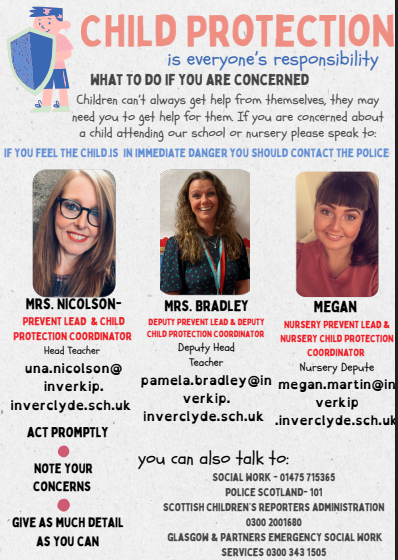 CHILD PROTECTION
is everyone's responsibility
WHAT TO DO IF YOU ARE CONCERNED
Children can't always get help from themselves, they may
need you to get help for them. If you are concerned about
a child attending our school or nursery please speak to:
IF YOU FEEL THE CHILD IS IN IMMEDIATE DANGER YOU SHOULD CONTACT THE POLICE
MRS. NICOLSON-
PREVENT LEAD & CHILD
PROTECTION COORDINATOR
Head Teacher
una.nicolson@
inverkip.
inverclyde.sch.uk
MRS. BRADLEY
DEPUTY PREVENT LEAD & DEPUTY
CHILD PROTECTION COORDINATOR
Deputy Head
Teacher
pamela.bradley@in
verkip.
inverclyde.sch.uk
MEGAN
NURSERY PREVENT LEAD &
NURSERY CHILD PROTECTION
COORDINATOR
Nursery Depute
megan.martin@in
verkip
.inverclyde.sch.uk
ACT PROMPTLY
NOTE YOUR
CONCERNS
GIVE AS MUCH DETAIL
AS YOU CAN
you can also talk to:
SOCIAL WORK - 01475 715365
POLICE SCOTLAND- 101
SCOTTISH CHILDREN'S REPORTERS ADMINISTRATION
0300 2001680
GLASGOW & PARTNERS EMERGENCY SOCIAL WORK
SERVICES 0300 343 1505